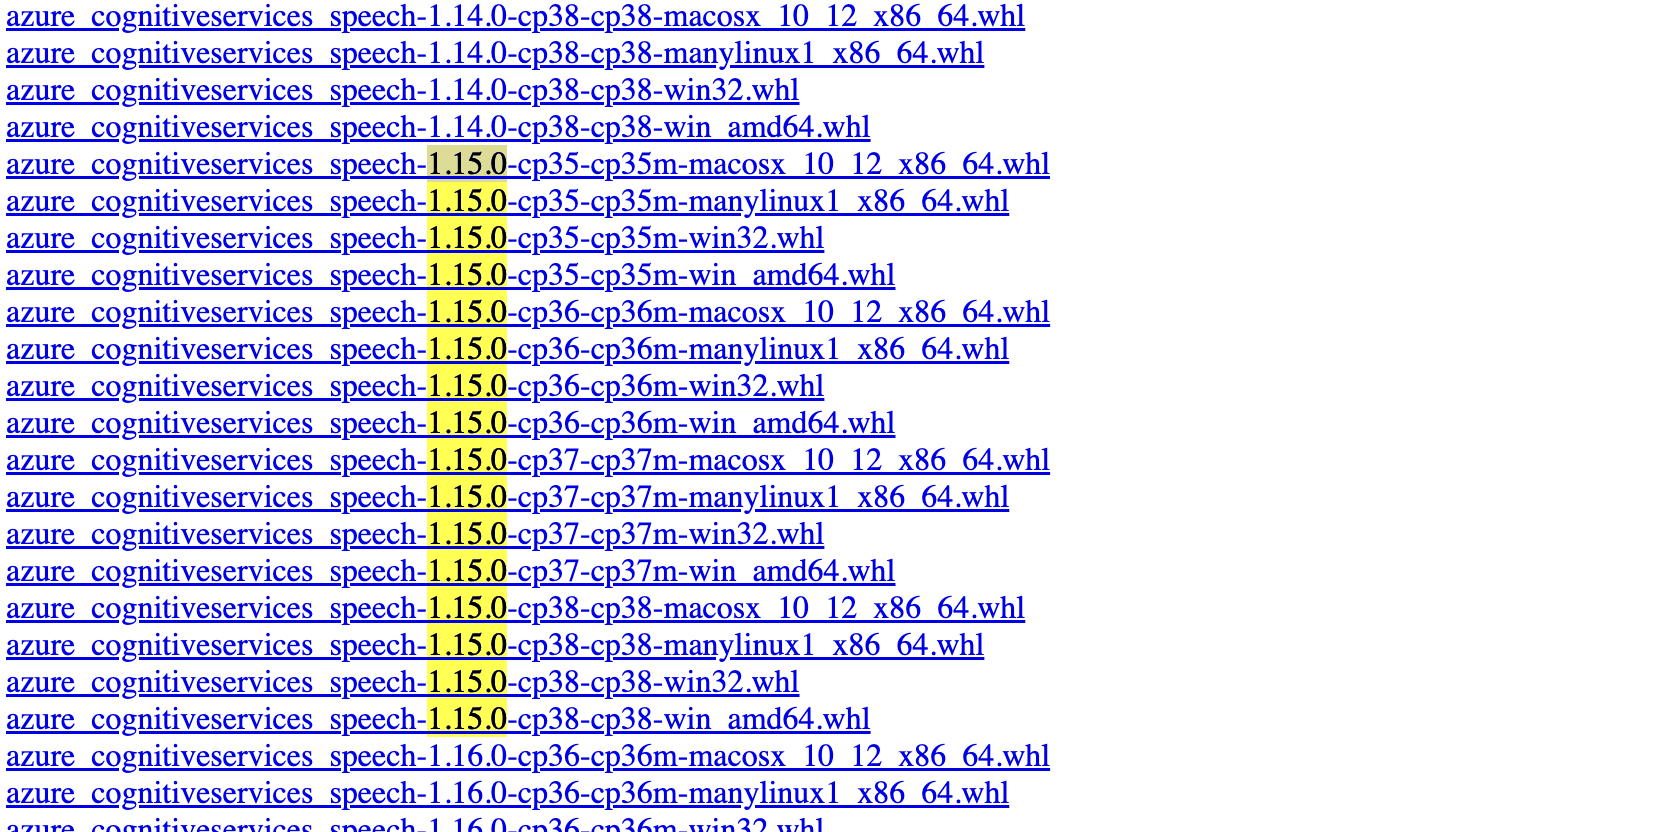 azure_cognitiveservices_speech-1.14.0-cp38-cp38-macosx_10_12_x86_64.whl
azure_cognitiveservices_speech-1.14.0-cp38-cp38-manylinux1_x86_64.whl
azure_cognitiveservices_speech-1.14.0-cp38-cp38-win32.whl
azure_cognitiveservices_speech-1.14.0-cp38-cp38-win_amd64.whl
azure_cognitiveservices_speech-1.15.0-cp35-cp35m-macosx_10_12_x86_64.whl
azure_cognitiveservices_speech-1.15.0-cp35-cp35m-manylinux1_x86_64.whl
azure_cognitiveservices_speech-1.15.0-cp35-cp35m-win32.whl
azure_cognitiveservices_speech-1.15.0-cp35-cp35m-win_amd64.whl
azure_cognitiveservices_speech-1.15.0-cp36-cp36m-macosx_10_12_x86_64.whl
azure_cognitiveservices_speech-1.15.0-cp36-cp36m-manylinux1_x86_64.whl
azure_cognitiveservices_speech-1.15.0-cp36-cp36m-win32.whl
azure_cognitiveservices_speech-1.15.0-cp36-cp36m-win_amd64.whl
azure_cognitiveservices_speech-1.15.0-cp37-cp37m-macosx_10_12_x86_64.whl
azure_cognitiveservices_speech-1.15.0-cp37-cp37m-manylinux1_x86_64.whl
azure_cognitiveservices_speech-1.15.0-cp37-cp37m-win32.whl
azure_cognitiveservices_speech-1.15.0-cp37-cp37m-win_amd64.whl
azure_cognitiveservices_speech-1.15.0-cp38-cp38-macosx_10_12_x86_64.whl
azure_cognitiveservices_speech-1.15.0-cp38-cp38-manylinux1_x86_64.whl
azure_cognitiveservices_speech-1.15.0-cp38-cp38-win32.whl
azure_cognitiveservices_speech-1.15.0-cp38-cp38-win_amd64.whl
azure_cognitiveservices_speech-1.16.0-cp36-cp36m-macosx_10_12_x86_64.whl
azure_cognitiveservices_speech-1.16.0-cp36-cp36m-manylinux1_x86_64.whl
azure_cognitiveservices_speech-1.16.0-cp36-cp36m-win32.whl